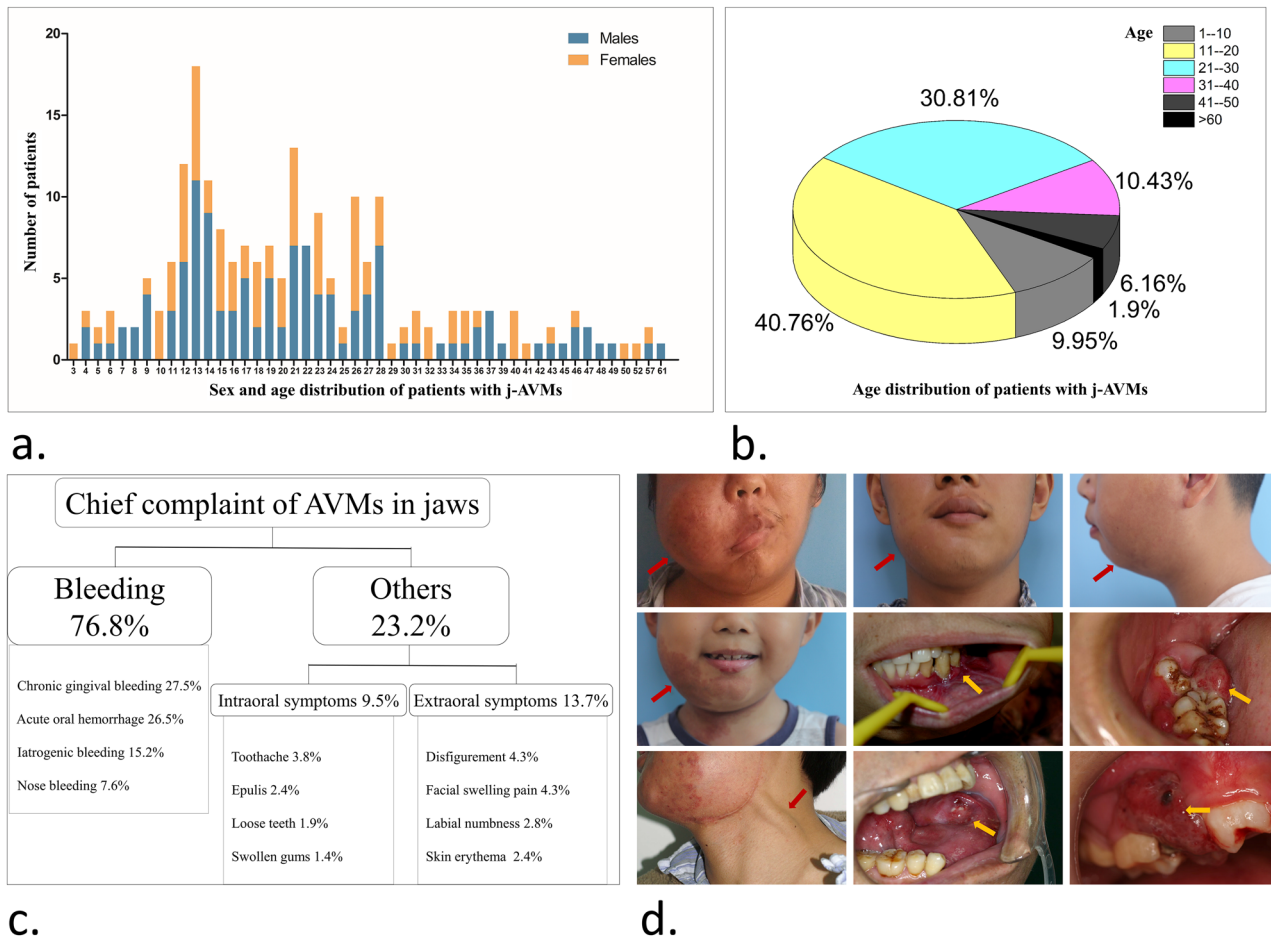 20
15
10
5
0
Number of patients
Males
Females
3 4 5 6 7 8 9 10 11 12 13 14 15 16 17 18 19 20 21 22 23 24 25 26 27 28 29 30 31 32 33 34 35 36 37 39 40 41 42 43 45 46 47 48 49 50 52 57 61
Sex and age distribution of patients with j-AVMs
a.
Age
1--10
11--20
21--30
31--40
41--50
>60
30.81%
10.43%
6.16%
1.9%
9.95%
40.76%
Age distribution of patients with j-AVMs
b.
Chief complaint of AVMs in jaws
Bleeding
76.8%
Others
23.2%
Chronic gingival bleeding 27.5%
Acute oral hemorrhage 26.5%
Iatrogenic bleeding 15.2%
Nose bleeding 7.6%
Intraoral symptoms 9.5%
Toothache 3.8%
Epulis 2.4%
Loose teeth 1.9%
Swollen gums 1.4%
Extraoral symptoms 13.7%
Disfigurement 4.3%
Facial swelling pain 4.3%
Labial numbness 2.8%
Skin erythema 2.4%
c.
d.